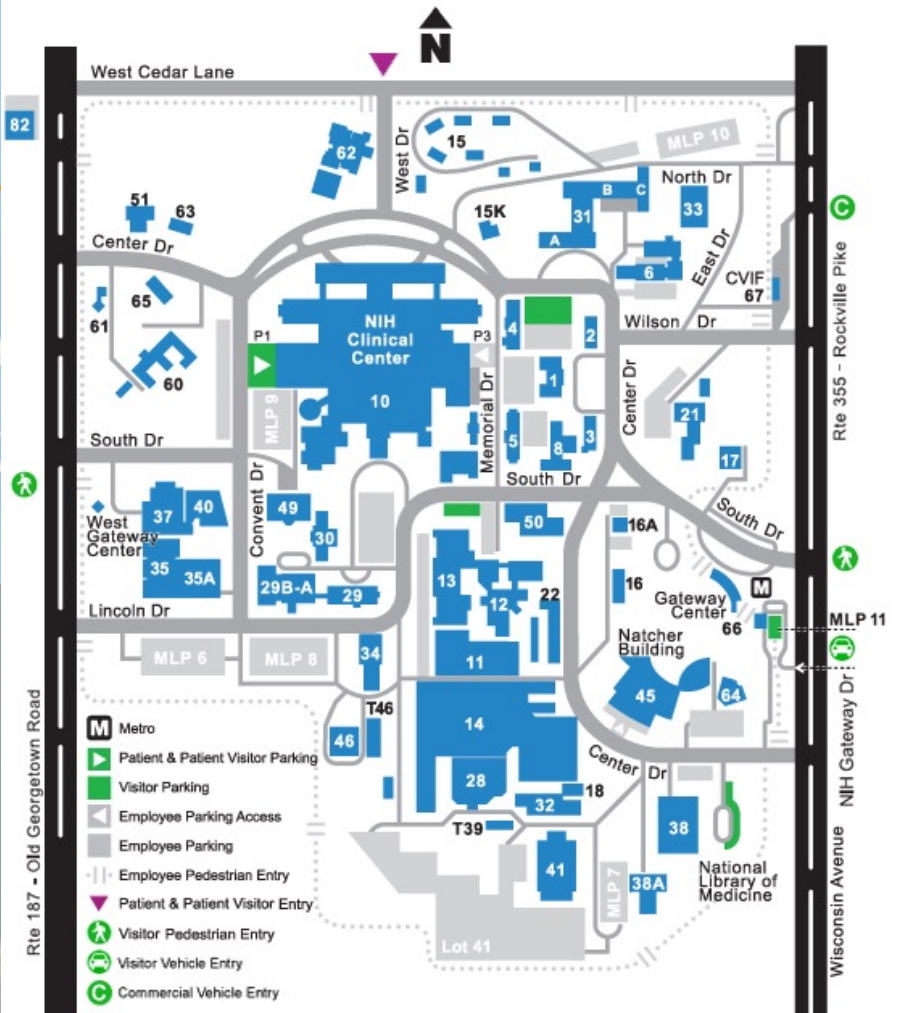 N
West Cedar Lane
82
62
West Dr
15
MLP 10
North Dr
51
63
15K
31
A
B
C
33
Center Dr
6
East Dr
CVIF
67
C
65
61
60
NIH
Clinical
Center
10
P1
P3
4
2
Wilson Dr
Rte 355 - Rockville Pike
1
Center Dr
MLP 9
Memorial Dr
5
8
3
21
17
South Dr
South Dr
South Dr
West
Gateway
Center
37
40
Convent Dr
49
30
50
16A
35
35A
29B-A
29
13
12
22
16
Gateway
Center
M
66
MLP 11
Lincoln Dr
Natcher
Building
MLP 6
MLP 8
34
11
45
64
T46
46
14
Center Dr
28
18
32
T39
38
41
MLP 7
38A
National
Library of
Medicine
Lot 41
NIH Gateway Dr
Wisconsin Avenue
Rte 187 - Old Georgetown Road
M Metro
Patient & Patient Visitor Parking
Visitor Parking
Employee Parking Access
Employee Parking
Employee Pedestrian Entry
Patient & Patient Visitor Entry
Visitor Pedestrian Entry
Visitor Vehicle Entry
C Commercial Vehicle Entry